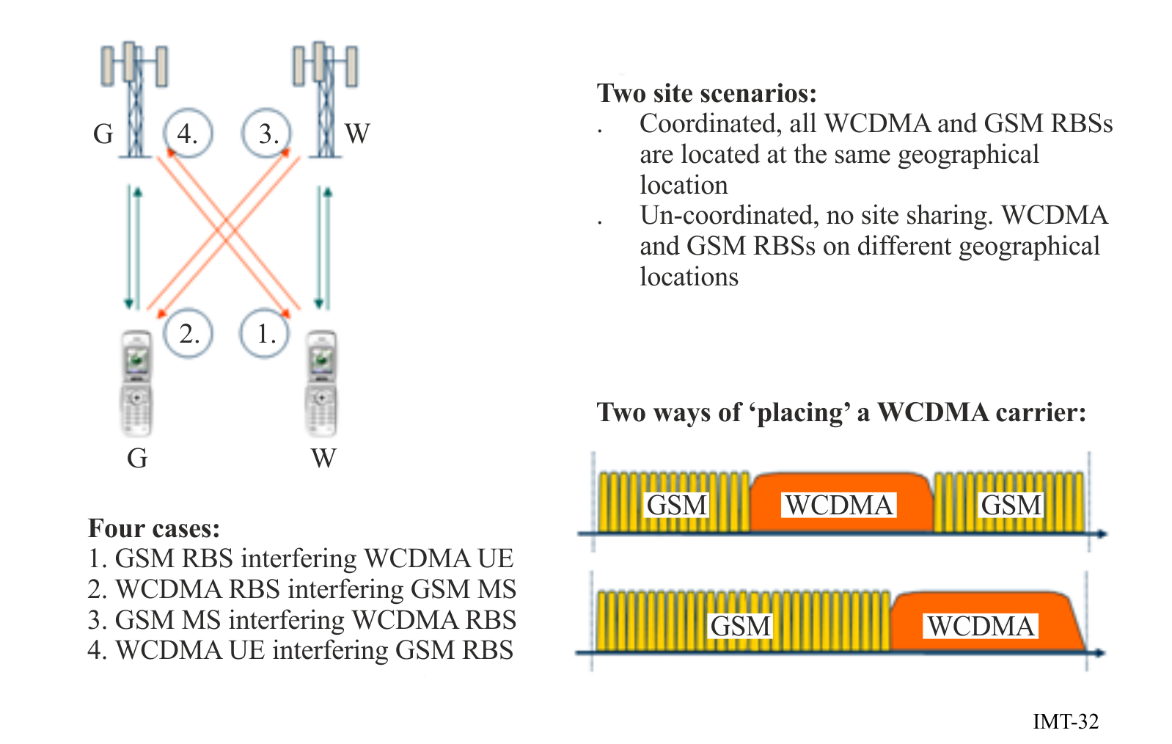 G
4.
3.
W
2.
1.
G
W
Four cases:
1. GSM RBS interfering WCDMA UE
2. WCDMA RBS interfering GSM MS
3. GSM MS interfering WCDMA RBS
4. WCDMA UE interfering GSM RBS
Two site scenarios:
. Coordinated, all WCDMA and GSM RBSs
are located at the same geographical
location
. Un-coordinated, no site sharing. WCDMA
and GSM RBSs on different geographical
locations
Two ways of ‘placing’ a WCDMA carrier:
GSM
WCDMA
GSM
GSM
WCDMA
IMT-32